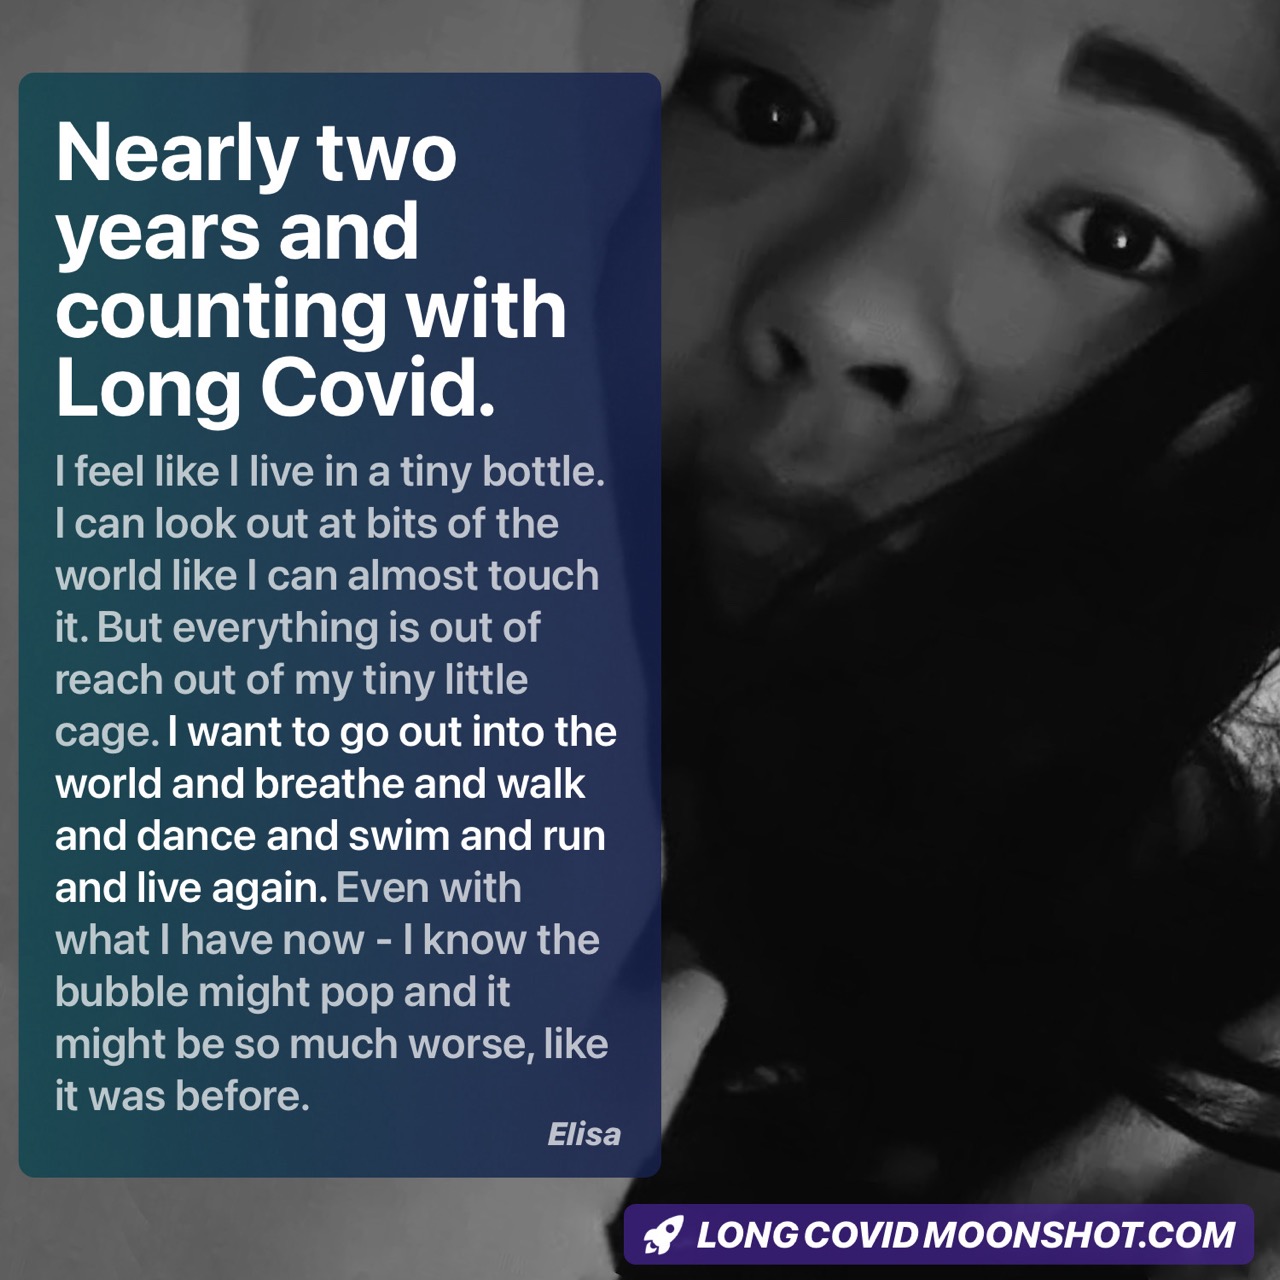 Nearly two
years and
counting with
Long Covid.
I feel like I live in a tiny bottle.
I can look out at bits of the
world like I can almost touch
it. But everything is out of
reach out of my tiny little
cage. I want to go out into the
world and breathe and walk
and dance and swim and run
and live again. Even with
what I have now - I know the
bubble might pop and it
might be so much worse, like
it was before.
Elisa
LONG COVID MOONSHOT.COM